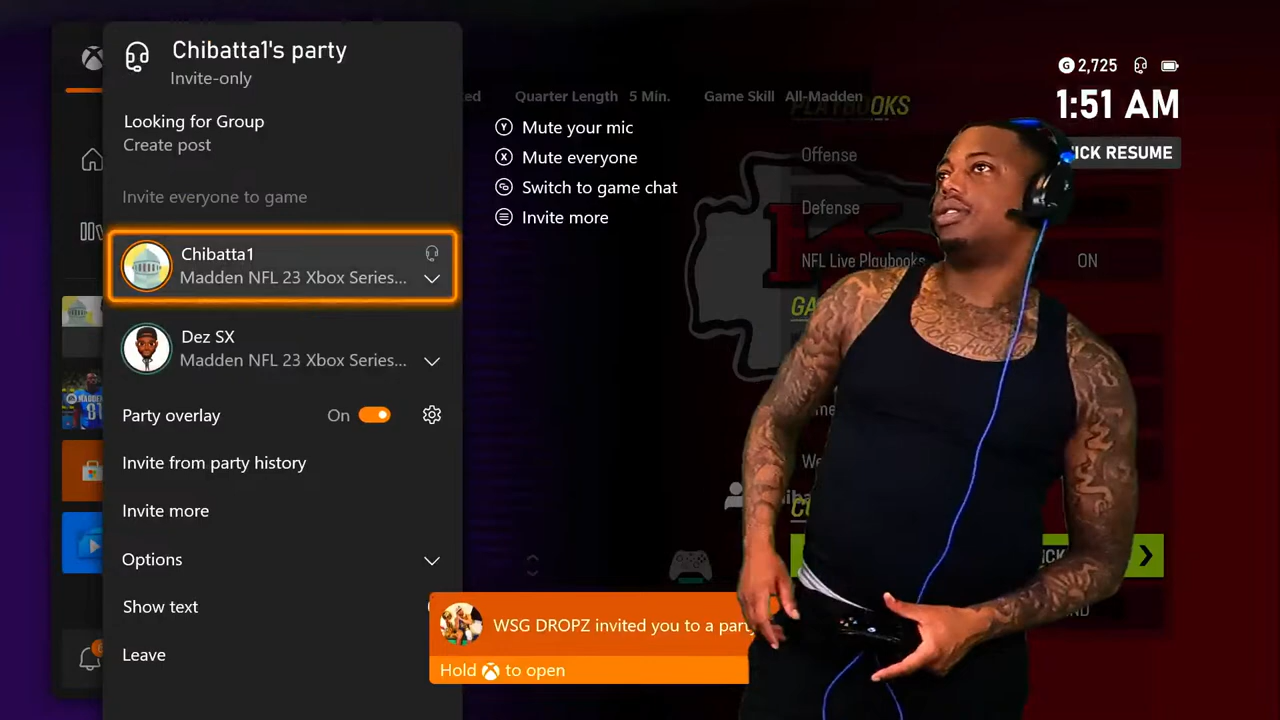 Chibatta1's party
Invite-only
Looking for Group
Create post
Invite everyone to game
Chibatta1
Madden NFL 23 Xbox Series...
Dez SX
Madden NFL 23 Xbox Series...
Party overlay On
Invite from party history
Invite more
Options
Show text
Leave
Quarter Length 5 Min. Game Skill All-Madden
Mute your mic
Mute everyone
Switch to game chat
Invite more
2,725
1:51 AM
RESUME
PLAYBOOKS
Offense
Defense
NFL Live Playbooks ON
WSG DROPZ invited you to a party
Hold to open